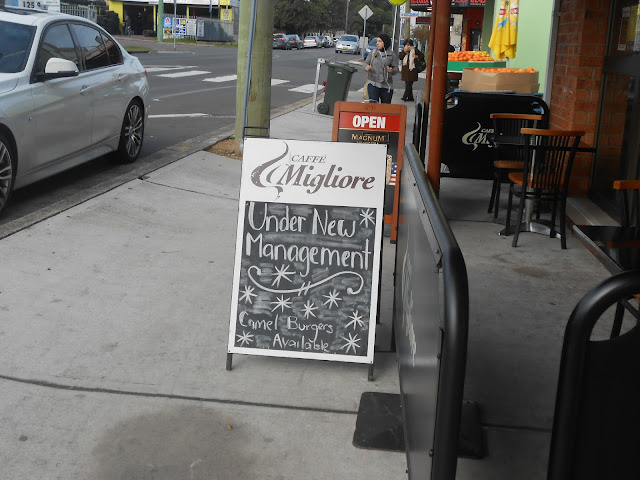 OPEN
MAGNUM
CAFFÈ
Migliore
Under New
Management
Camel Burgers
Available